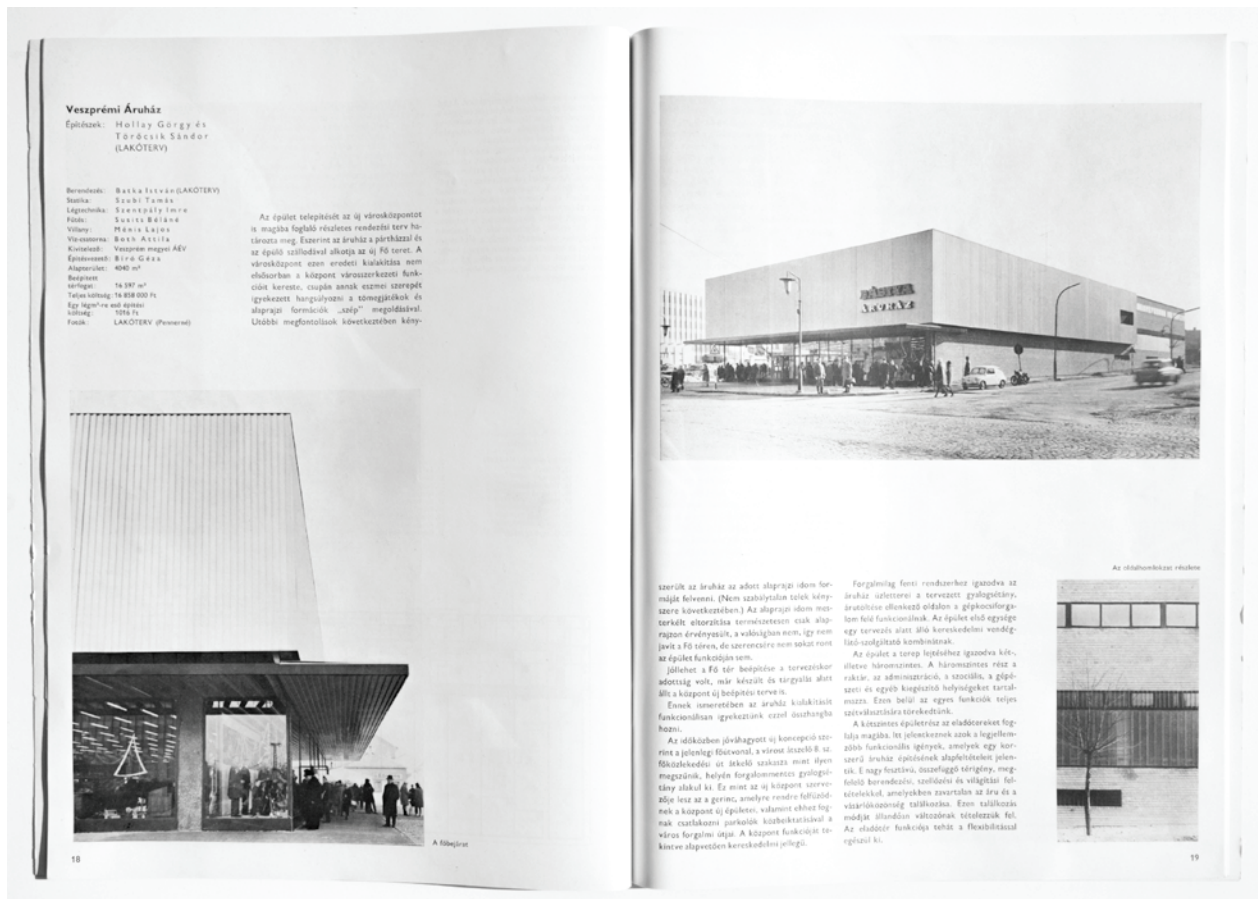 Veszprémi Áruház
Építészek: Hollay Görgy és
Törőcsik Sándor
(LAKÓTERV)
Berendezés: Batka István (LAKÓTERV)
Statika: Szubi Tamás
Légtechnika: Szentpály Imre
Fűtés: Susits Béláné
Villany: Mónis Lajos
Víz-csatorna: Both Attila
Kivitelező: Veszprém megyei ÁÉV
Építésvezető: Bíró Géza
Alapterület: 4040 m²
Beépített
térfogat: 16 597 m³
Teljes költség: 16 858 000 Ft
Egy légm³-re eső építési
költség: 1016 Ft
Fotók: LAKÓTERV (Pennerné)
Az épület telepítését az új városközpontot
is magába foglaló részletes rendezési terv ha-
tározta meg. Eszerint az áruház a pártházzal és
az épülő szállodával alkotja az új Fő teret. A
városközpont ezen eredeti kialakítása nem
elsősorban a központ városszerkezeti funk-
cióit kereste, csupán annak eszmei szerepét
igyekezett hangsúlyozni a tömegjátékok és
alaprajzi formációk „szép” megoldásával.
Utóbbi megfontolások következtében kény-
A főbejárat
18
BAKONY
ÁRUHÁZ
szerült az áruház az adott alaprajzi idom for-
máját felvenni. (Nem szabálytalan telek kény-
szere következtében.) Az alaprajzi idom mes-
terkélt eltorzítása természetesen csak alap-
rajzon érvényesült, a valóságban nem, így nem
javít a Fő téren, de szerencsére nem sokat ront
az épület funkcióján sem.
Jóllehet a Fő tér beépítése a tervezéskor
adottság volt, már készült és tárgyalás alatt
állt a központ új beépítési terve is.
Ennek ismeretében az áruház kialakítását
funkcionálisan igyekeztünk ezzel összhangba
hozni.
Az időközben jóváhagyott új koncepció sze-
rint a jelenlegi főútvonal, a várost átszelő 8. sz.
főközlekedési út átkelő szakasza mint ilyen
megszűnik, helyén forgalommentes gyalogsé-
tány alakul ki. Ez mint az új központ szerve-
zője lesz az a gerinc, amelyre rendre felfűződ-
nek a központ új épületei, valamint ehhez fog-
nak csatlakozni parkolók közbeiktatásával a
város forgalmi útjai. A központ funkcióját te-
kintve alapvetően kereskedelmi jellegű.
Forgalmilag fenti rendszerhez igazodva az
áruház üzletterei a tervezett gyalogsétány,
árutöltése ellenkező oldalon a gépkocsiforga-
lom felé funkcionálnak. Az épület első egysége
egy tervezés alatt álló kereskedelmi vendég-
látó-szolgáltató kombinátnak.
Az épület a terep lejtéséhez igazodva két-,
illetve háromszintes. A háromszintes rész a
raktár, az adminisztráció, a szociális, a gépé-
szeti és egyéb kiegészítő helyiségeket tartal-
mazza. Ezen belül az egyes funkciók teljes
szétválasztására törekedtünk.
A kétszintes épületrész az eladótereket fog-
lalja magába. Itt jelentkeznek azok a legjellem-
zőbb funkcionális igények, amelyek egy kor-
szerű áruház építésének alapfeltételeit jelen-
tik. E nagy fesztávú, összefüggő térigény, meg-
felelő berendezési, szellőzési és világítási fel-
tételekkel, amelyekben zavartalan az áru és a
vásárlóközönség találkozása. Ezen találkozás
módját állandóan változónak tételezzük fel.
Az eladótér funkciója tehát a flexibilitással
egészül ki.
Az oldalhomlokzat részlete
19